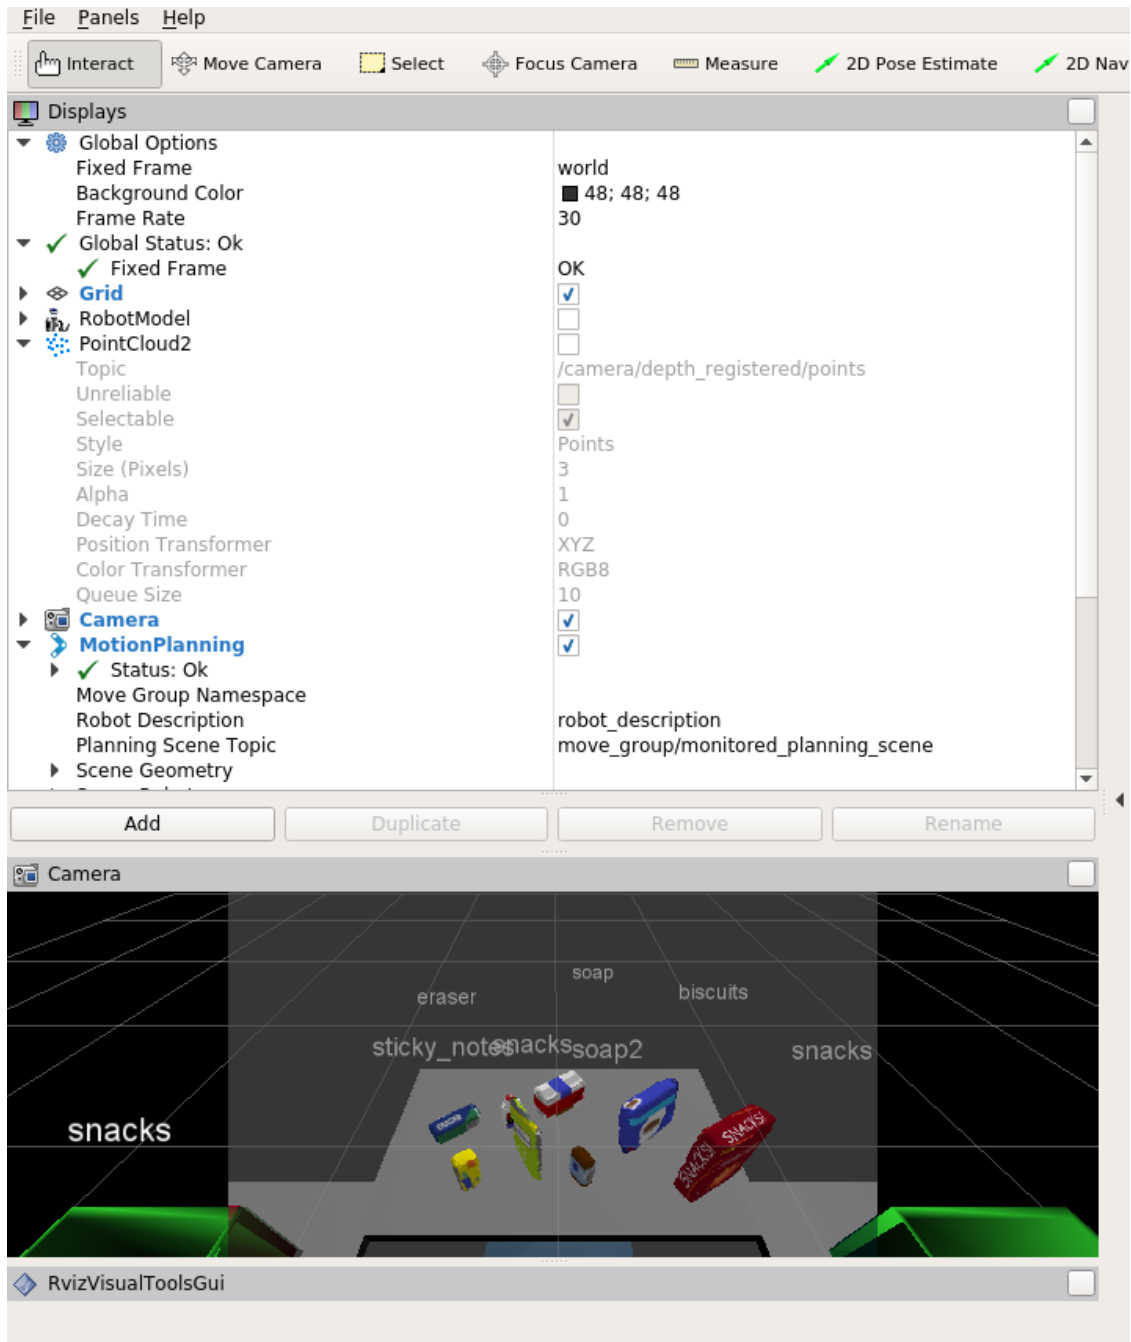 File Panels Help
Interact Move Camera Select Focus Camera Measure 2D Pose Estimate 2D Nav
Displays
Global Options
Fixed Frame world
Background Color 48; 48; 48
Frame Rate 30
Global Status: Ok
Fixed Frame OK
Grid
RobotModel
PointCloud2
Topic /camera/depth_registered/points
Unreliable
Selectable
Style Points
Size (Pixels) 3
Alpha 1
Decay Time 0
Position Transformer XYZ
Color Transformer RGB8
Queue Size 10
Camera
MotionPlanning
Status: Ok
Move Group Namespace
Robot Description robot_description
Planning Scene Topic move_group/monitored_planning_scene
Scene Geometry
Add Duplicate Remove Rename
Camera
soap
eraser biscuits
sticky_notes snacks soap2 snacks
snacks
SNACKS!
SNACKS!
RvizVisualToolsGui